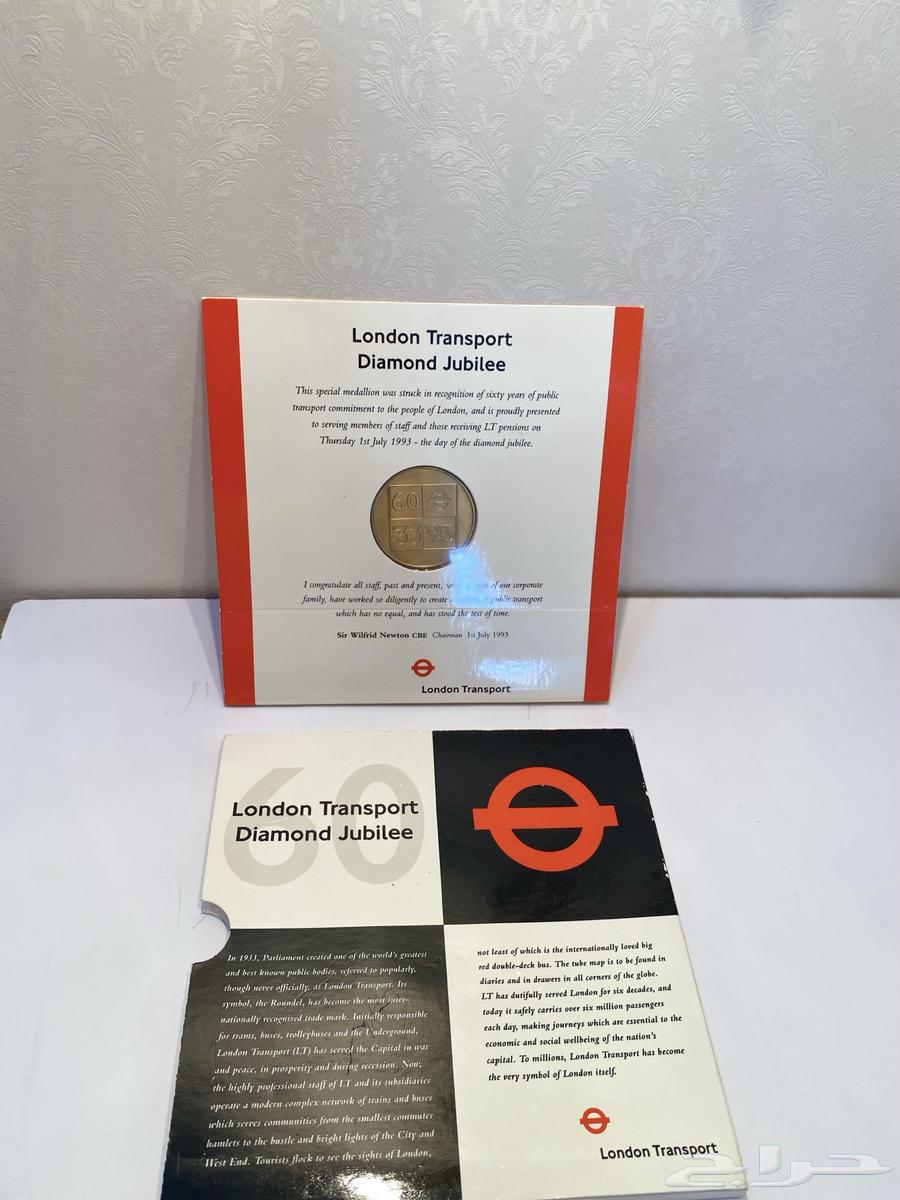 London Transport
Diamond Jubilee
This special medallion was struck in recognition of sixty years of public
transport commitment to the people of London, and is proudly presented
to serving members of staff and those receiving LT pensions on
Thursday 1st July 1993 - the day of the diamond jubilee.
60
33 '93
I congratulate all staff, past and present, of our corporate
family, have worked so diligently to create public transport
which has no equal, and has stood the test of time.
Sir Wilfrid Newton CBE Chairman 1st July 1993
London Transport
60
London Transport
Diamond Jubilee
In 1933, Parliament created one of the world's greatest
and best known public bodies, referred to popularly,
though never officially, as London Transport. Its
symbol, the Roundel, has become the most inter-
nationally recognised trade mark. Initially responsible
for trams, buses, trolleybuses and the Underground,
London Transport (LT) has served the Capital in war
and peace, in prosperity and during recession. Now,
the highly professional staff of LT and its subsidiaries
operate a modern complex network of trains and buses
which serves communities from the smallest commuter
hamlets to the bustle and bright lights of the City and
West End. Tourists flock to see the sights of London,
not least of which is the internationally loved big
red double-deck bus. The tube map is to be found in
diaries and in drawers in all corners of the globe.
LT has dutifully served London for six decades, and
today it safely carries over six million passengers
each day, making journeys which are essential to the
economic and social wellbeing of the nation's
capital. To millions, London Transport has become
the very symbol of London itself.
London Transport
حراج